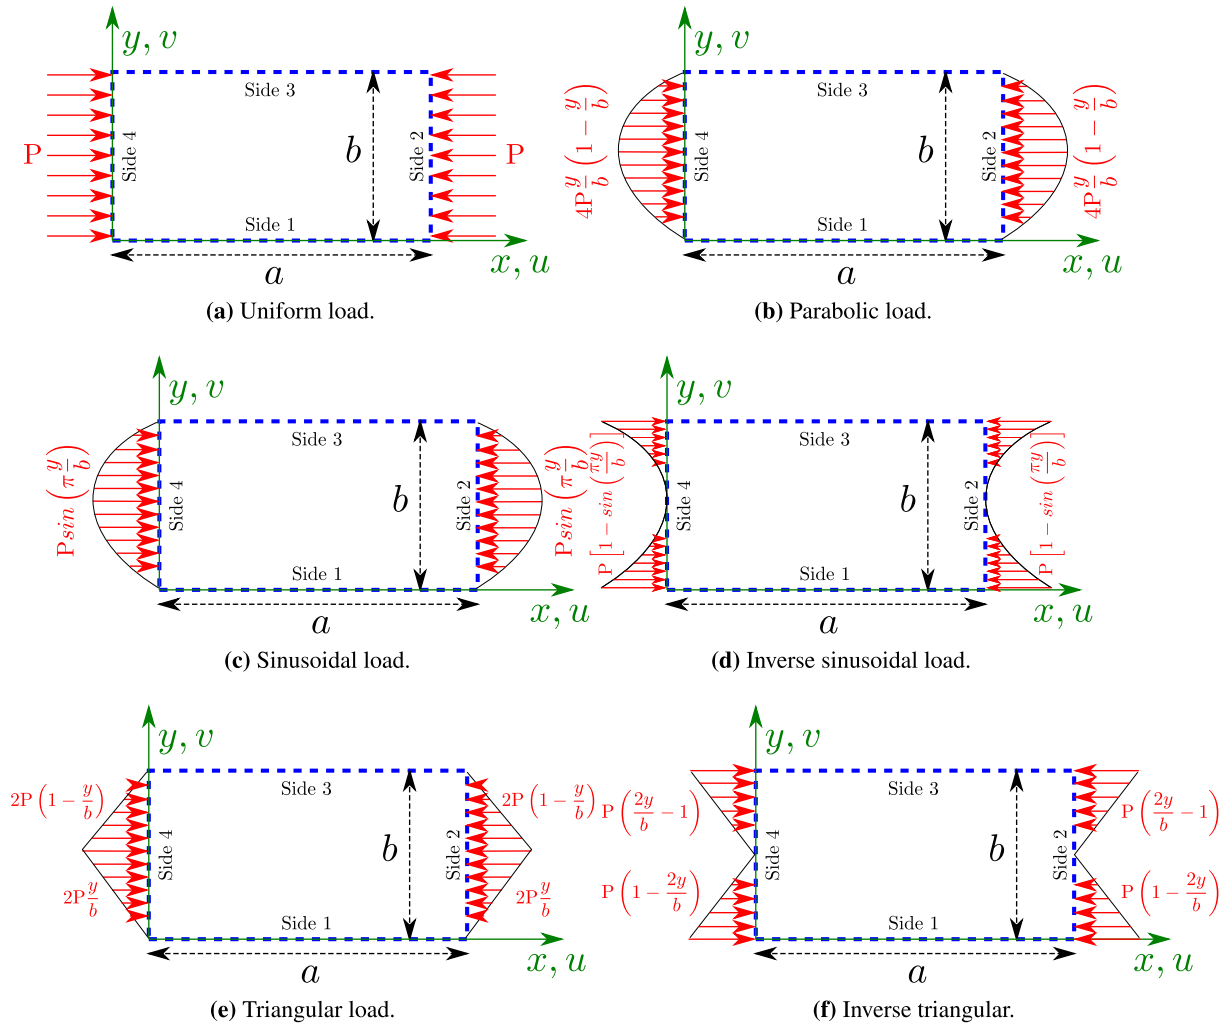 y, v
Side 3
P
Side 4
b
Side 2
P
Side 1
x, u
a
(a) Uniform load.
y, v
Side 3
4P y/b (1 − y/b)
Side 4
b
Side 2
4P y/b (1 − y/b)
Side 1
x, u
a
(b) Parabolic load.
y, v
Side 3
Psin (π y/b)
Side 4
b
Side 2
Psin (π y/b)
Side 1
x, u
a
(c) Sinusoidal load.
y, v
Side 3
P [1 − sin (πy/b)]
Side 4
b
Side 2
P [1 − sin (πy/b)]
Side 1
x, u
a
(d) Inverse sinusoidal load.
y, v
Side 3
2P (1 − y/b)
2P (1 − y/b)
Side 4
b
Side 2
2P y/b
2P y/b
Side 1
x, u
a
(e) Triangular load.
y, v
Side 3
P (2y/b − 1)
P (2y/b − 1)
Side 4
b
Side 2
P (1 − 2y/b)
P (1 − 2y/b)
Side 1
x, u
a
(f) Inverse triangular.